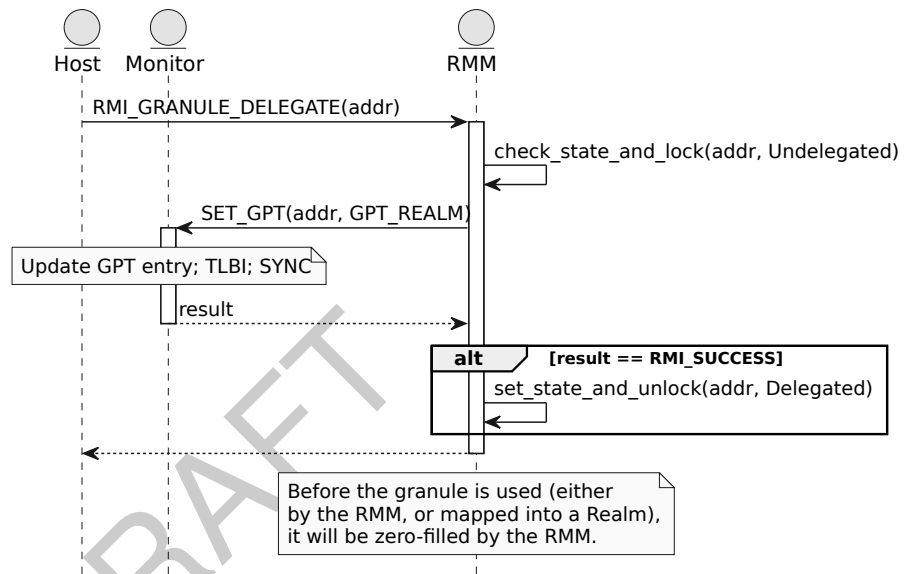 Host Monitor RMM
RMI_GRANULE_DELEGATE(addr)
check_state_and_lock(addr, Undelegated)
SET_GPT(addr, GPT_REALM)
Update GPT entry; TLBI; SYNC
result
alt [result == RMI_SUCCESS]
set_state_and_unlock(addr, Delegated)
Before the granule is used (either
by the RMM, or mapped into a Realm),
it will be zero-filled by the RMM.
RAFT